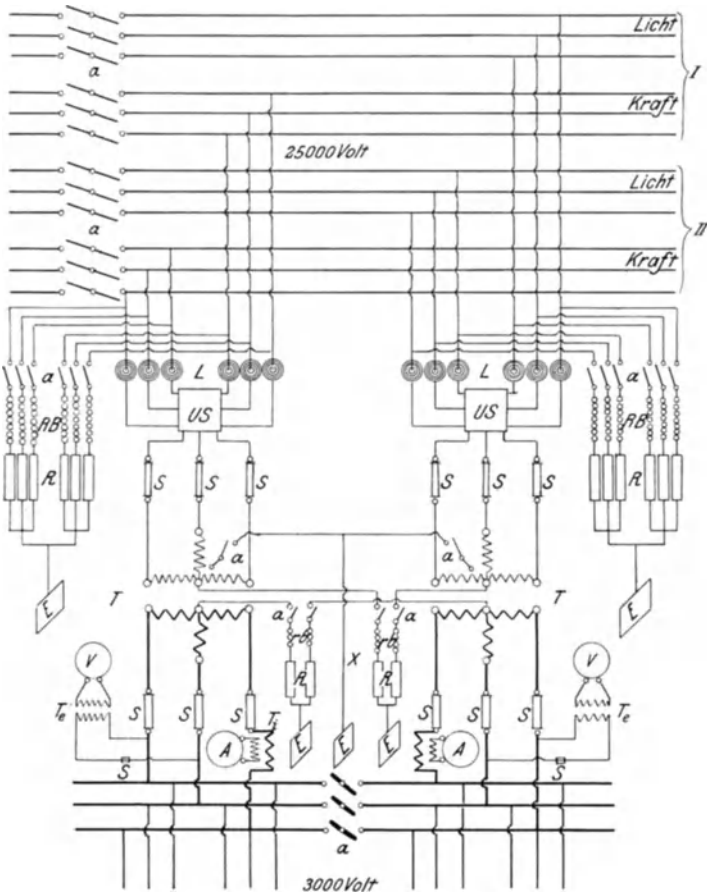 Licht
a
I
Kraft
25000 Volt
Licht
a
II
Kraft
a
L
L
a
US
US
RB
RB
R
S
S
S
S
S
S
R
a
a
E
T
T
E
a
a
rB
rB
V
X
V
R
R
Te
S
S
S
Ti
S
S
S
Te
A
E
E
E
A
S
S
a
3000 Volt